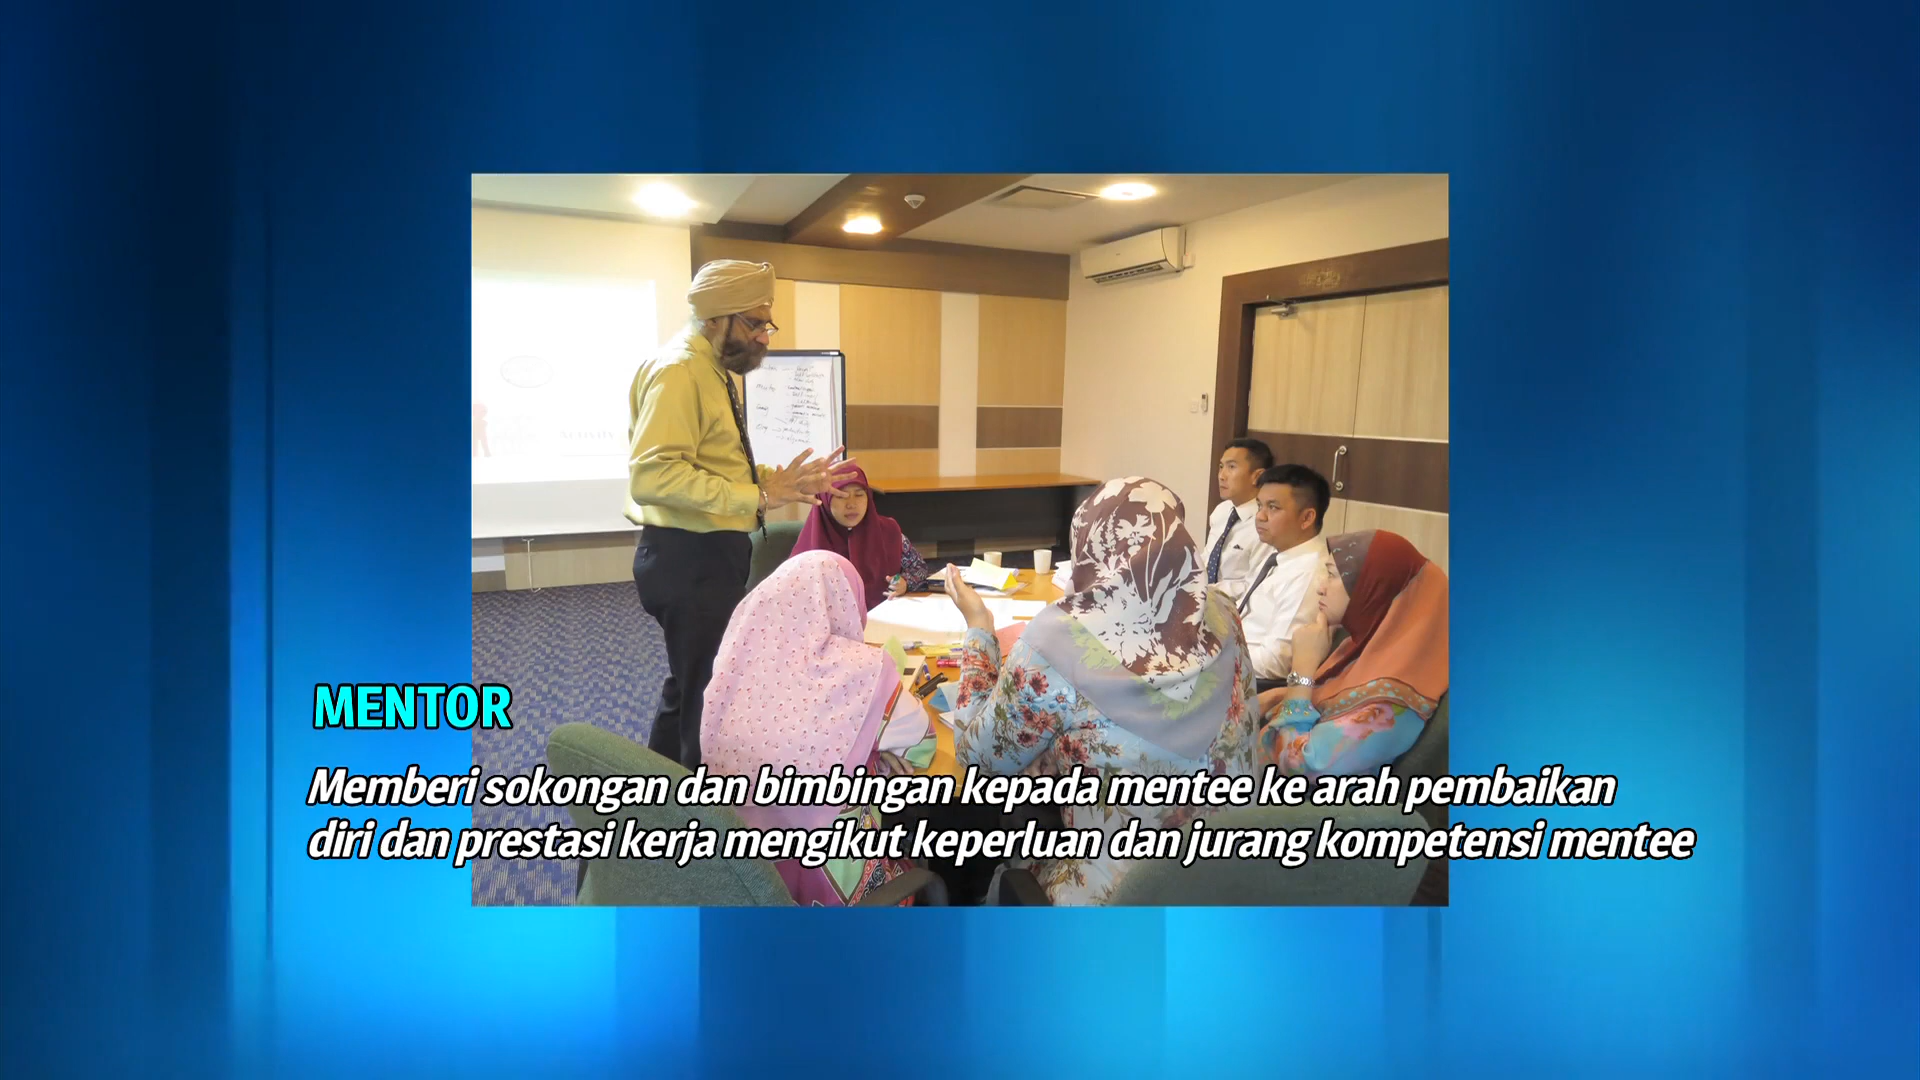 MENTOR
Memberi sokongan dan bimbingan kepada mentee ke arah pembaikan
diri dan prestasi kerja mengikut keperluan dan jurang kompetensi mentee